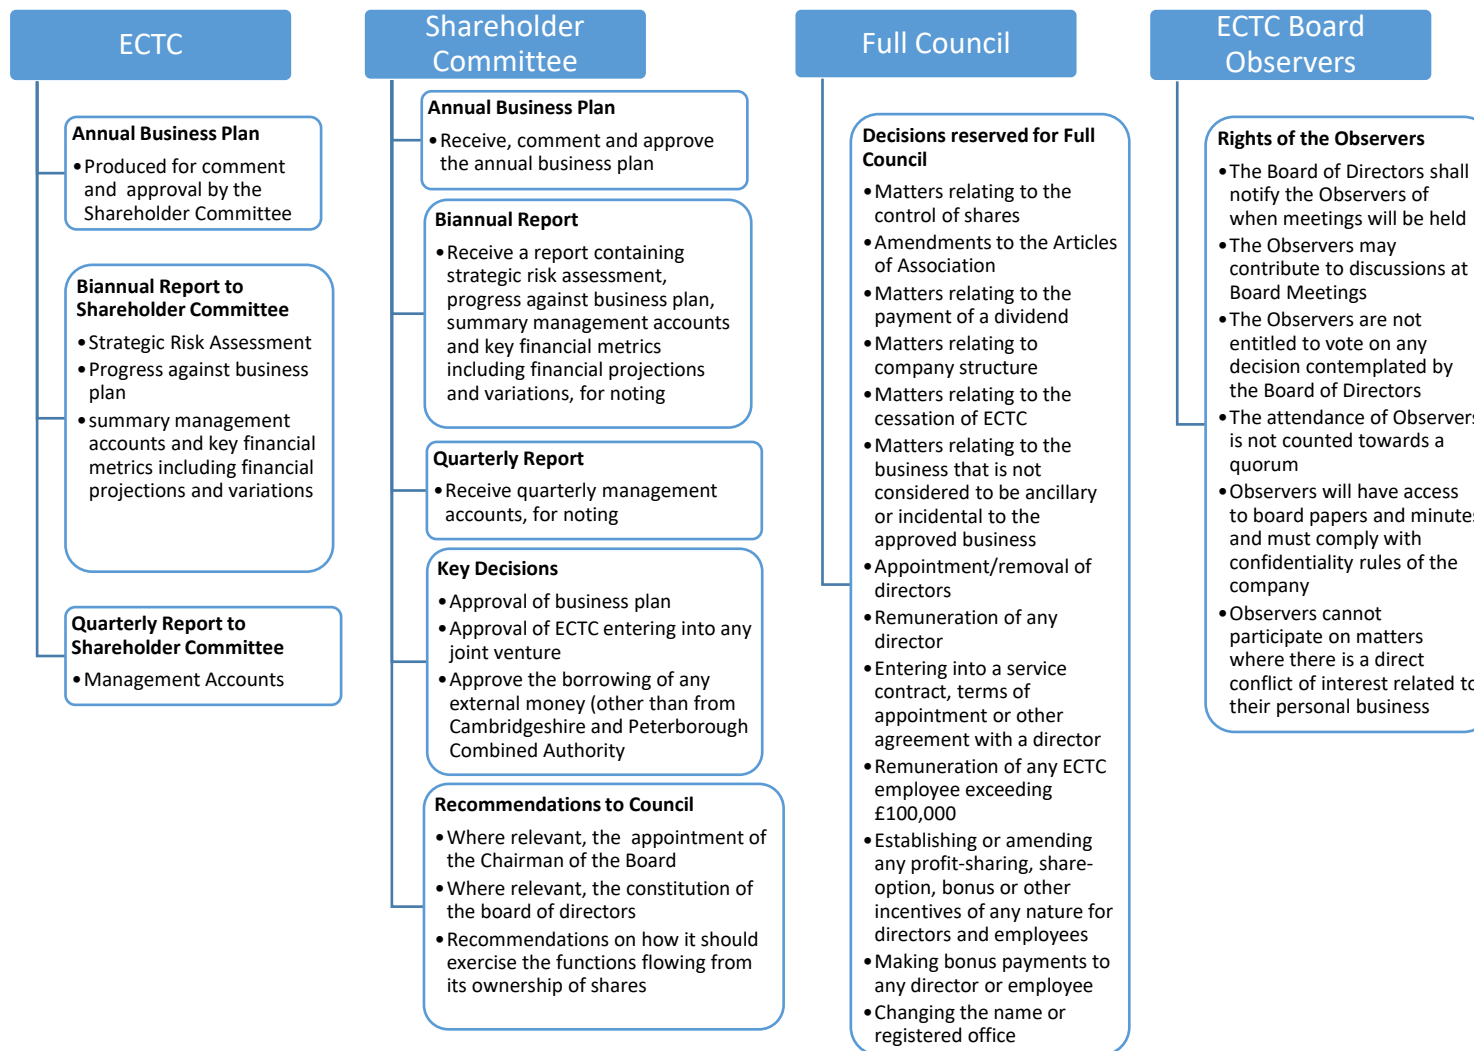 ECTC
Annual Business Plan
•Produced for comment
and  approval by the
Shareholder Committee
Biannual Report to
Shareholder Committee
•Strategic Risk Assessment
•Progress against business
plan
•summary management
accounts and key financial
metrics including financial
projections and variations
Quarterly Report to
Shareholder Committee
•Management Accounts
Shareholder
Committee
Annual Business Plan
•Receive, comment and approve
the annual business plan
Biannual Report
•Receive a report containing
strategic risk assessment,
progress against business plan,
summary management accounts
and key financial metrics
including financial projections
and variations, for noting
Quarterly Report
•Receive quarterly management
accounts, for noting
Key Decisions
•Approval of business plan
•Approval of ECTC entering into any
joint venture
•Approve the borrowing of any
external money (other than from
Cambridgeshire and Peterborough
Combined Authority
Recommendations to Council
•Where relevant, the  appointment of
the Chairman of the Board
•Where relevant, the constitution of
the board of directors
•Recommendations on how it should
exercise the functions flowing from
its ownership of shares
Full Council
Decisions reserved for Full
Council
•Matters relating to the
control of shares
•Amendments to the Articles
of Association
•Matters relating to the
payment of a dividend
•Matters relating to
company structure
•Matters relating to the
cessation of ECTC
•Matters relating to the
business that is not
considered to be ancillary
or incidental to the
approved business
•Appointment/removal of
directors
•Remuneration of any
director
•Entering into a service
contract, terms of
appointment or other
agreement with a director
•Remuneration of any ECTC
employee exceeding
£100,000
•Establishing or amending
any profit-sharing, share-
option, bonus or other
incentives of any nature for
directors and employees
•Making bonus payments to
any director or employee
•Changing the name or
registered office
ECTC Board
Observers
Rights of the Observers
•The Board of Directors shall
notify the Observers of
when meetings will be held
•The Observers may
contribute to discussions at
Board Meetings
•The Observers are not
entitled to vote on any
decision contemplated by
the Board of Directors
•The attendance of Observers
is not counted towards a
quorum
•Observers will have access
to board papers and minutes
and must comply with
confidentiality rules of the
company
•Observers cannot
participate on matters
where there is a direct
conflict of interest related to
their personal business